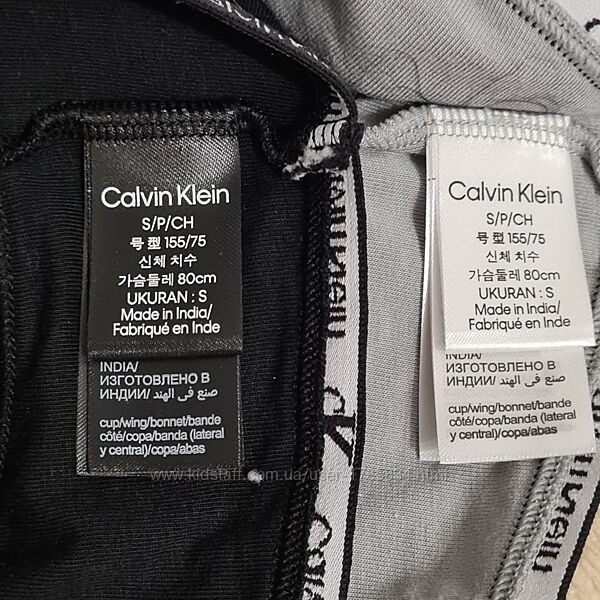 Calvin Klein
S/P/CH
号型 155/75
신체 치수
가슴둘레 80cm
UKURAN : S
Made in India/
Fabriqué en Inde
INDIA/
ИЗГОТОВЛЕНО В
ИНДИИ/ صنع في الهند
cup/wing/bonnet/bande
côté/copa/banda (lateral
y central)/copa/abas
Calvin Klein
S/P/CH
号型 155/75
신체 치수
가슴둘레 80cm
UKURAN : S
Made in India/
Fabriqué en Inde
INDIA/
ИЗГОТОВЛЕНО В
ИНДИИ/ صنع في الهند
cup/wing/bonnet/bande
côté/copa/banda (lateral
y central)/copa/abas